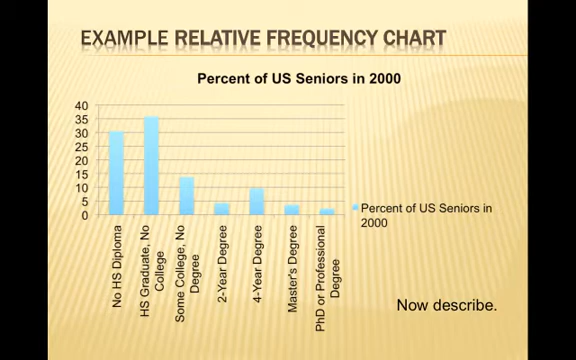 EXAMPLE RELATIVE FREQUENCY CHART
Percent of US Seniors in 2000
40
35
30
25
20
15
10
5
0
No HS Diploma
HS Graduate, No
College
Some College, No
Degree
2-Year Degree
4-Year Degree
Master's Degree
PhD or Professional
Degree
Percent of US Seniors in
2000
Now describe.